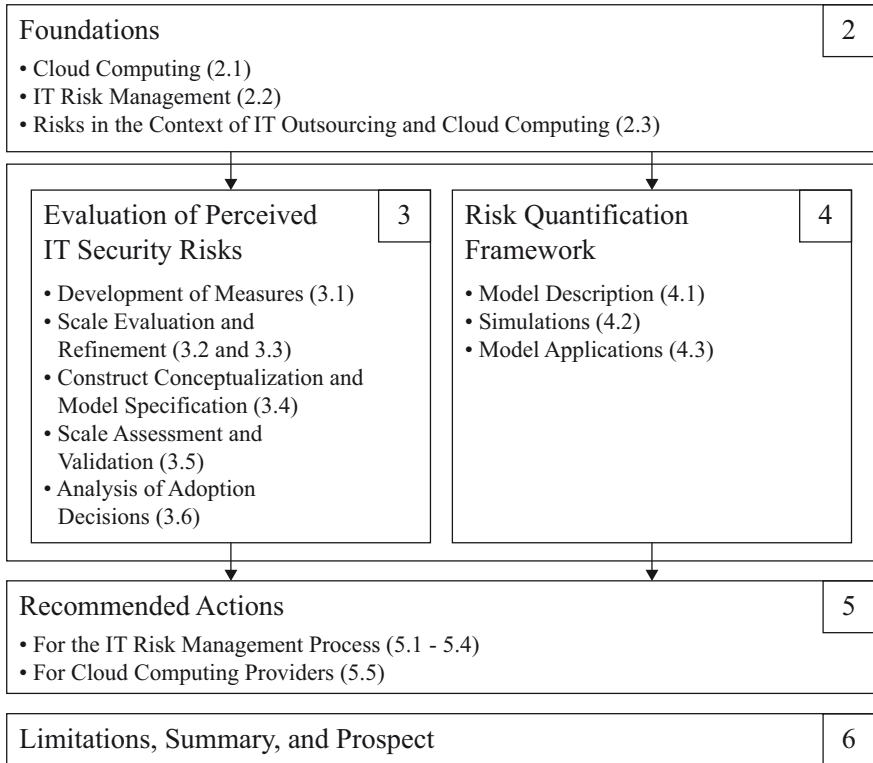 Foundations
2
• Cloud Computing (2.1)
• IT Risk Management (2.2)
• Risks in the Context of IT Outsourcing and Cloud Computing (2.3)
Evaluation of Perceived
IT Security Risks
3
• Development of Measures (3.1)
• Scale Evaluation and
Refinement (3.2 and 3.3)
• Construct Conceptualization and
Model Specification (3.4)
• Scale Assessment and
Validation (3.5)
• Analysis of Adoption
Decisions (3.6)
Risk Quantification
Framework
4
• Model Description (4.1)
• Simulations (4.2)
• Model Applications (4.3)
Recommended Actions
5
• For the IT Risk Management Process (5.1 - 5.4)
• For Cloud Computing Providers (5.5)
Limitations, Summary, and Prospect
6